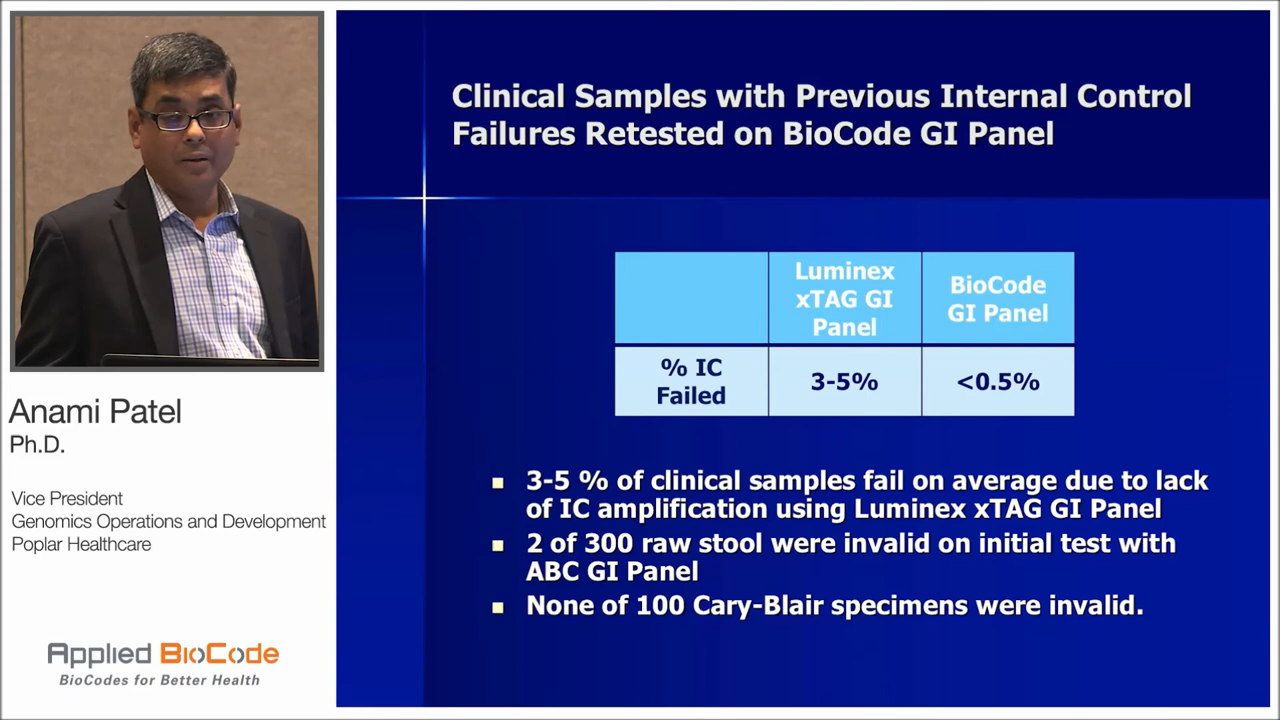 Clinical Samples with Previous Internal Control
Failures Retested on BioCode GI Panel
Luminex
xTAG GI
Panel
BioCode
GI Panel
% IC
Failed
3-5%
<0.5%
▪ 3-5 % of clinical samples fail on average due to lack
of IC amplification using Luminex xTAG GI Panel
▪ 2 of 300 raw stool were invalid on initial test with
ABC GI Panel
▪ None of 100 Cary-Blair specimens were invalid.
Anami Patel
Ph.D.
Vice President
Genomics Operations and Development
Poplar Healthcare
Applied BioCode
BioCodes for Better Health